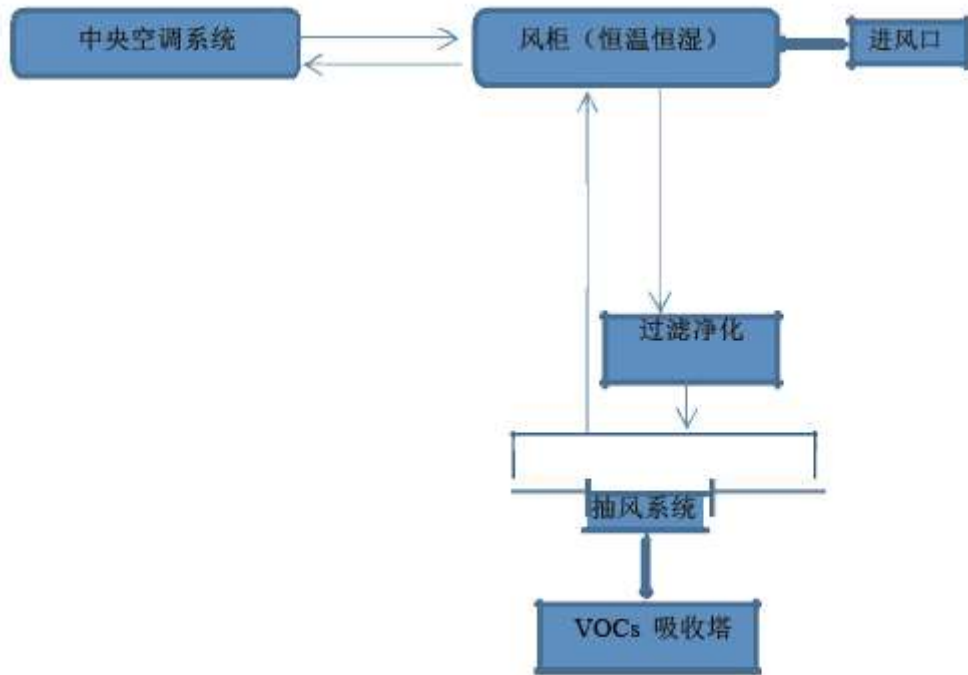 中央空调系统
风柜（恒温恒湿）
进风口
过滤净化
抽风系统
VOCs 吸收塔